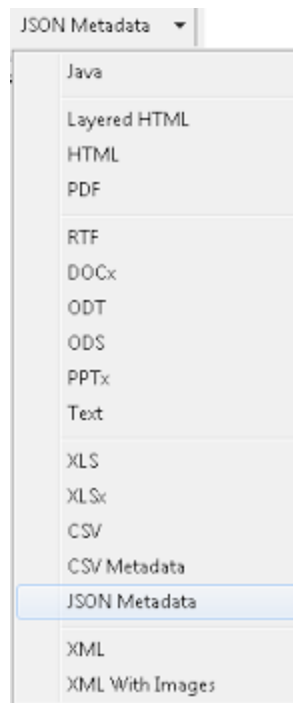 JSON Metadata
Java
Layered HTML
HTML
PDF
RTF
DOCx
ODT
ODS
PPTx
Text
XLS
XLSx
CSV
CSV Metadata
JSON Metadata
XML
XML With Images